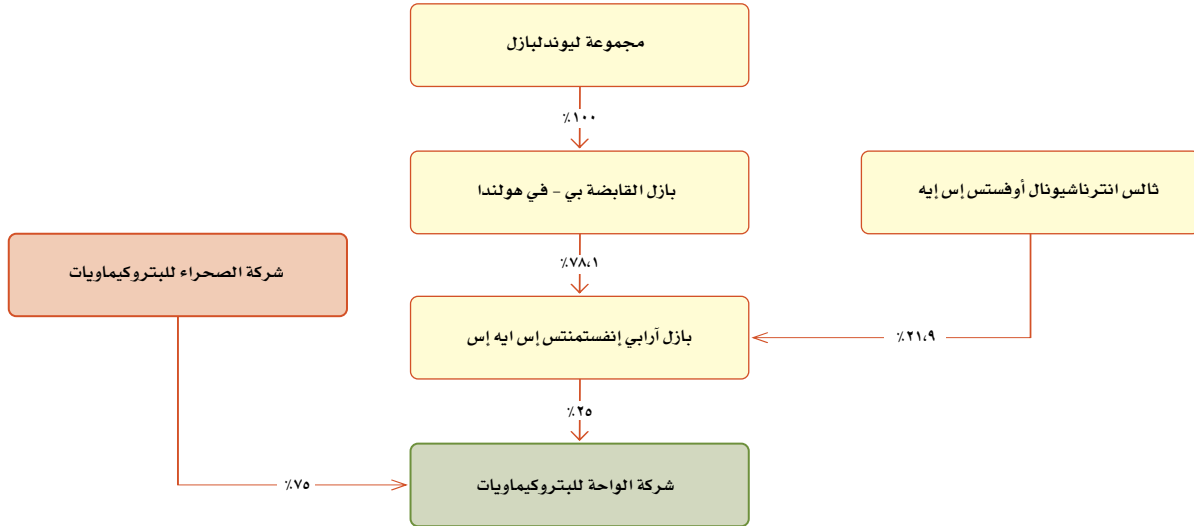 مجموعة ليوندلبازل
٪١٠٠
بازل القابضة بي - في هولندا
ثالس انترناشيونال أوفستس إس إيه
شركة الصحراء للبتروكيماويات
٪٧٨،١
بازل آرابي إنفستمنتس إس ايه إس
٪٢١،٩
٪٢٥
شركة الواحة للبتروكيماويات
٪٧٥